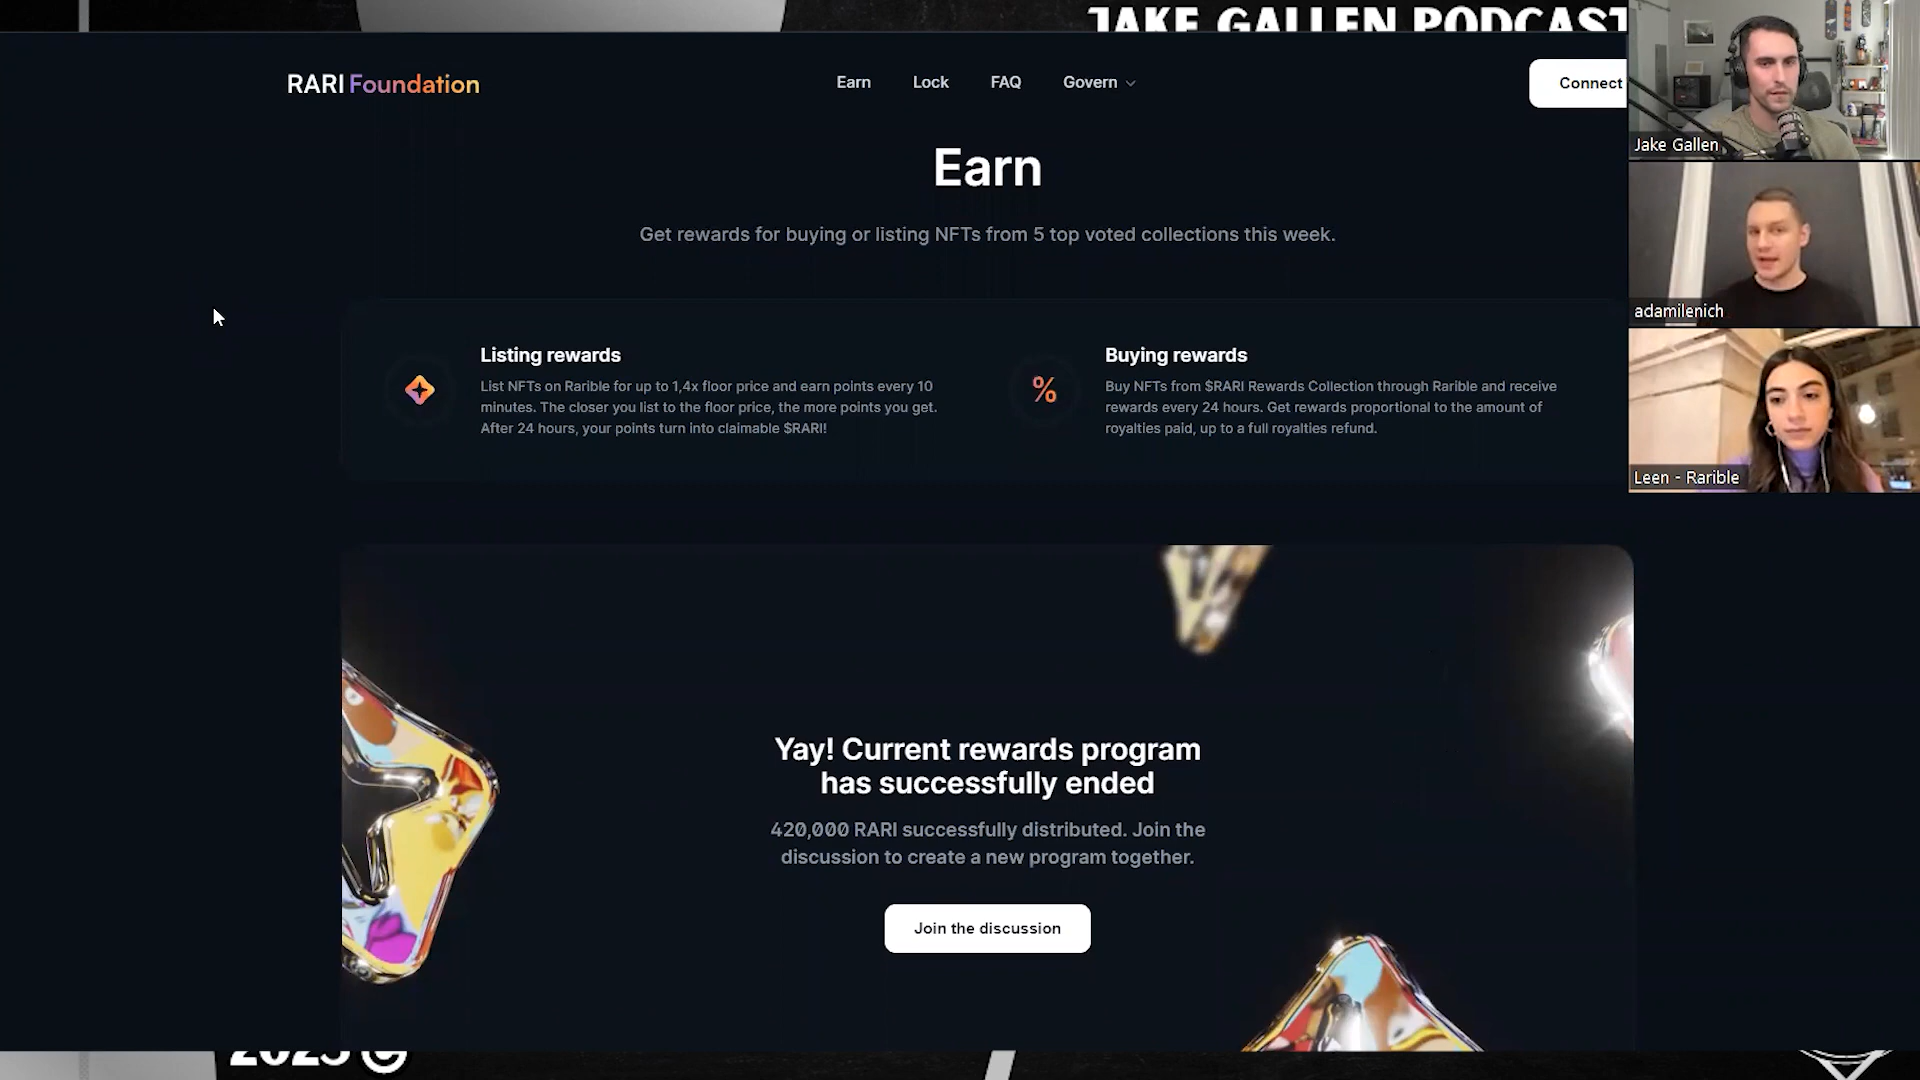 JAKE GALLEN PODCAST
RARI Foundation
Earn
Lock
FAQ
Govern
Connect
Jake Gallen
Earn
Get rewards for buying or listing NFTs from 5 top voted collections this week.
adamilenich
Listing rewards
List NFTs on Rarible for up to 1,4x floor price and earn points every 10
minutes. The closer you list to the floor price, the more points you get.
After 24 hours, your points turn into claimable $RARI!
Buying rewards
Buy NFTs from $RARI Rewards Collection through Rarible and receive
rewards every 24 hours. Get rewards proportional to the amount of
royalties paid, up to a full royalties refund.
%
Leen - Rarible
Yay! Current rewards program
has successfully ended
420,000 RARI successfully distributed. Join the
discussion to create a new program together.
Join the discussion
2023 ©